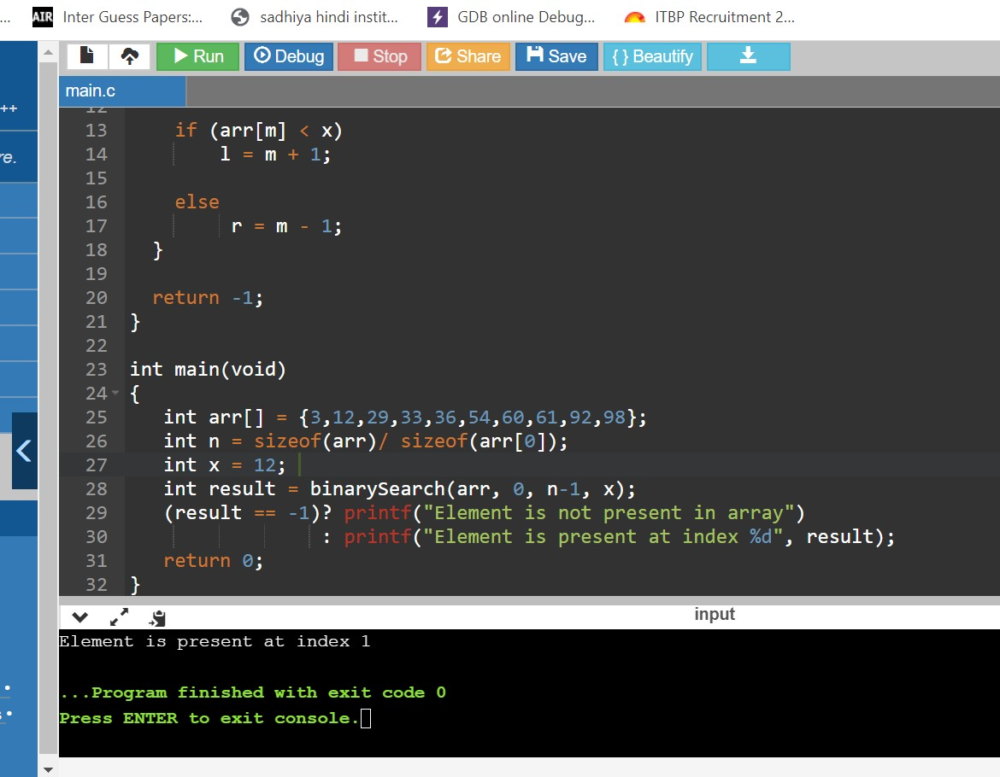 ... AIR Inter Guess Papers:... sadhiya hindi instit... GDB online Debug... ITBP Recruitment 2...
Run Debug Stop Share Save { } Beautify
main.c
++
re.
12
13 if (arr[m] < x)
14 l = m + 1;
15
16 else
17 r = m - 1;
18 }
19
20 return -1;
21 }
22
23 int main(void)
24 {
25 int arr[] = {3,12,29,33,36,54,60,61,92,98};
26 int n = sizeof(arr)/ sizeof(arr[0]);
27 int x = 12;
28 int result = binarySearch(arr, 0, n-1, x);
29 (result == -1)? printf("Element is not present in array")
30 : printf("Element is present at index %d", result);
31 return 0;
32 }
input
Element is present at index 1
...Program finished with exit code 0
Press ENTER to exit console.